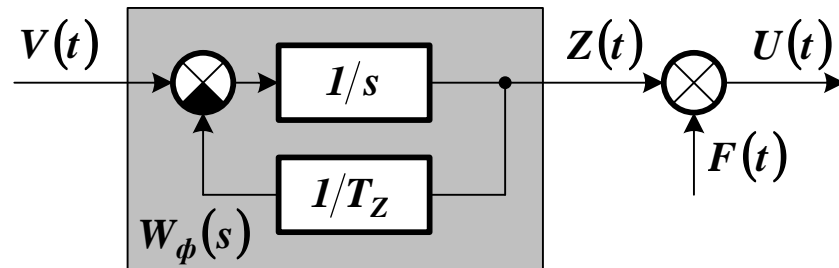 V(t)
1/s
Z(t)
U(t)
1/T_Z
F(t)
W_ф(s)